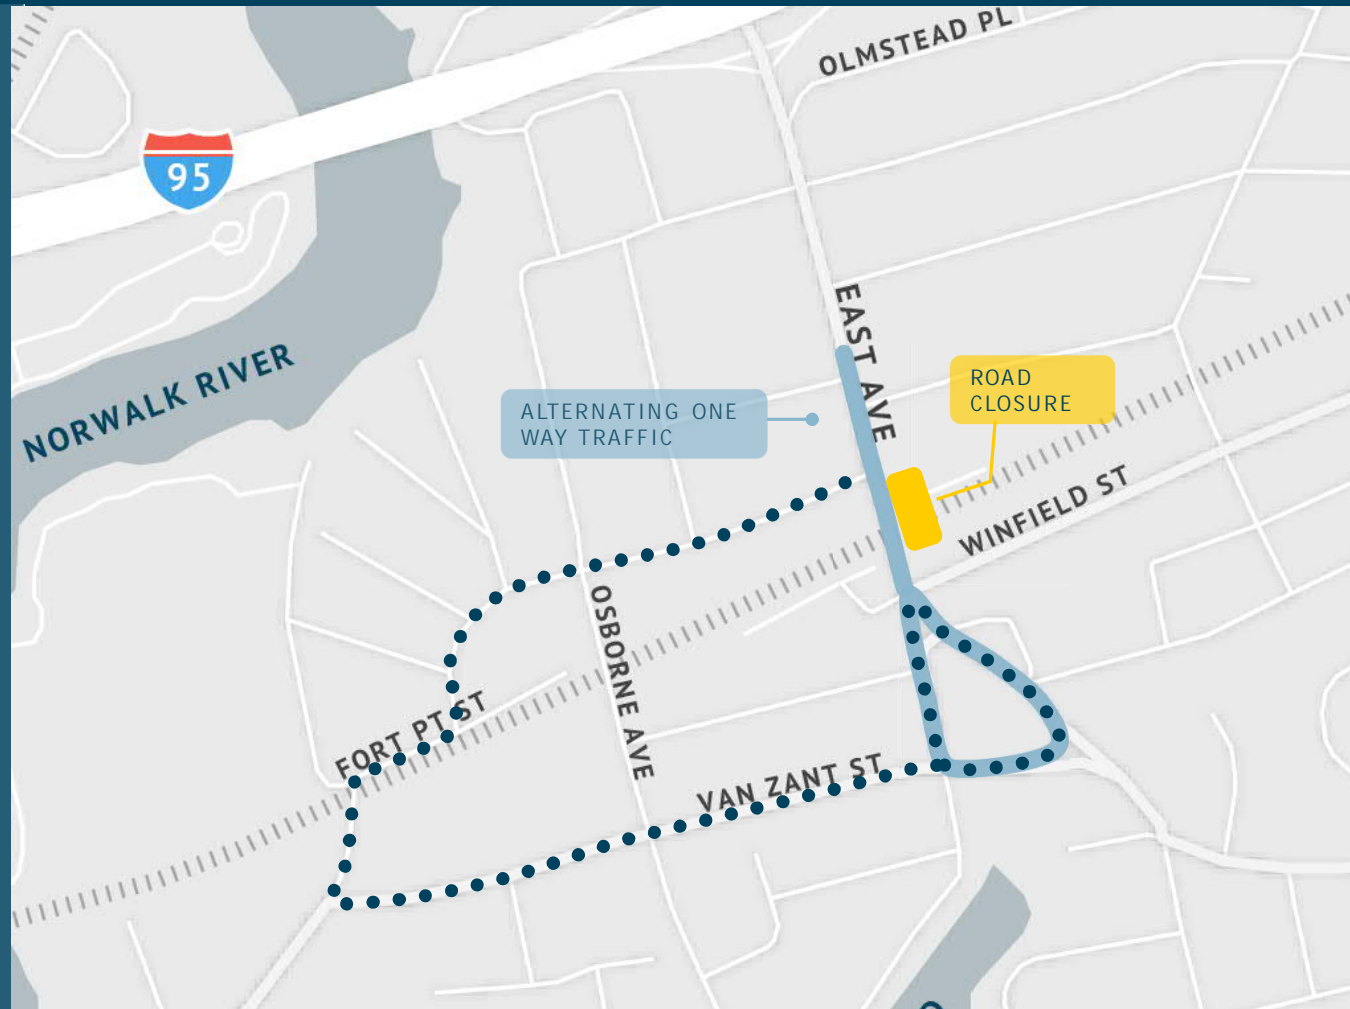 OLMSTEAD PL
95
EAST AVE
NORWALK RIVER
ROAD
CLOSURE
ALTERNATING ONE
WAY TRAFFIC
WINFIELD ST
OSBORNE AVE
FORT PT ST
VAN ZANT ST